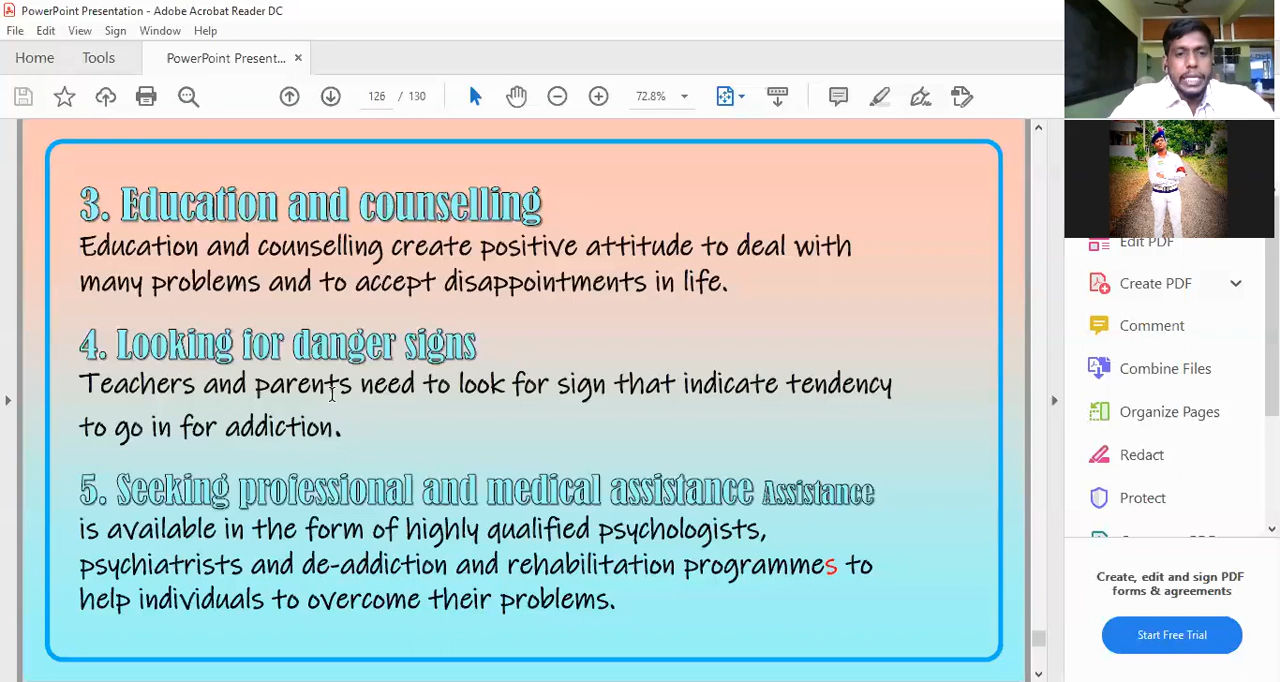 PowerPoint Presentation - Adobe Acrobat Reader DC
File Edit View Sign Window Help
Home Tools PowerPoint Present... ×
126 / 130 72.8%
3. Education and counselling
Education and counselling create positive attitude to deal with
many problems and to accept disappointments in life.
4. Looking for danger signs
Teachers and parents need to look for sign that indicate tendency
to go in for addiction.
5. Seeking professional and medical assistance Assistance
is available in the form of highly qualified psychologists,
psychiatrists and de-addiction and rehabilitation programmes to
help individuals to overcome their problems.
Edit PDF
Create PDF
Comment
Combine Files
Organize Pages
Redact
Protect
Create, edit and sign PDF
forms & agreements
Start Free Trial